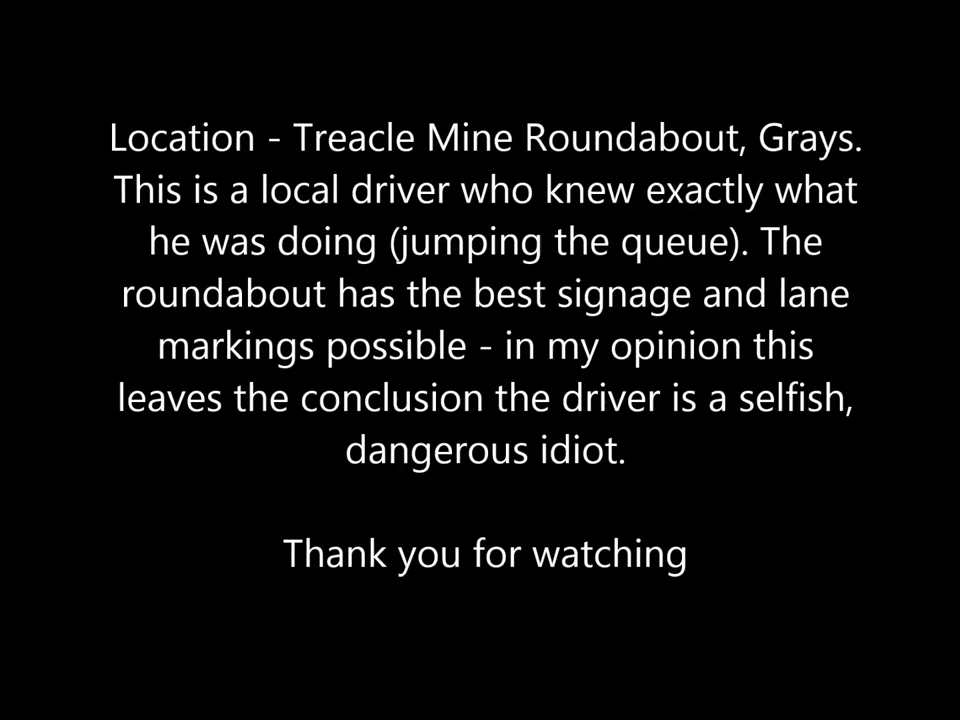 Location - Treacle Mine Roundabout, Grays.
This is a local driver who knew exactly what
he was doing (jumping the queue). The
roundabout has the best signage and lane
markings possible - in my opinion this
leaves the conclusion the driver is a selfish,
dangerous idiot.
Thank you for watching